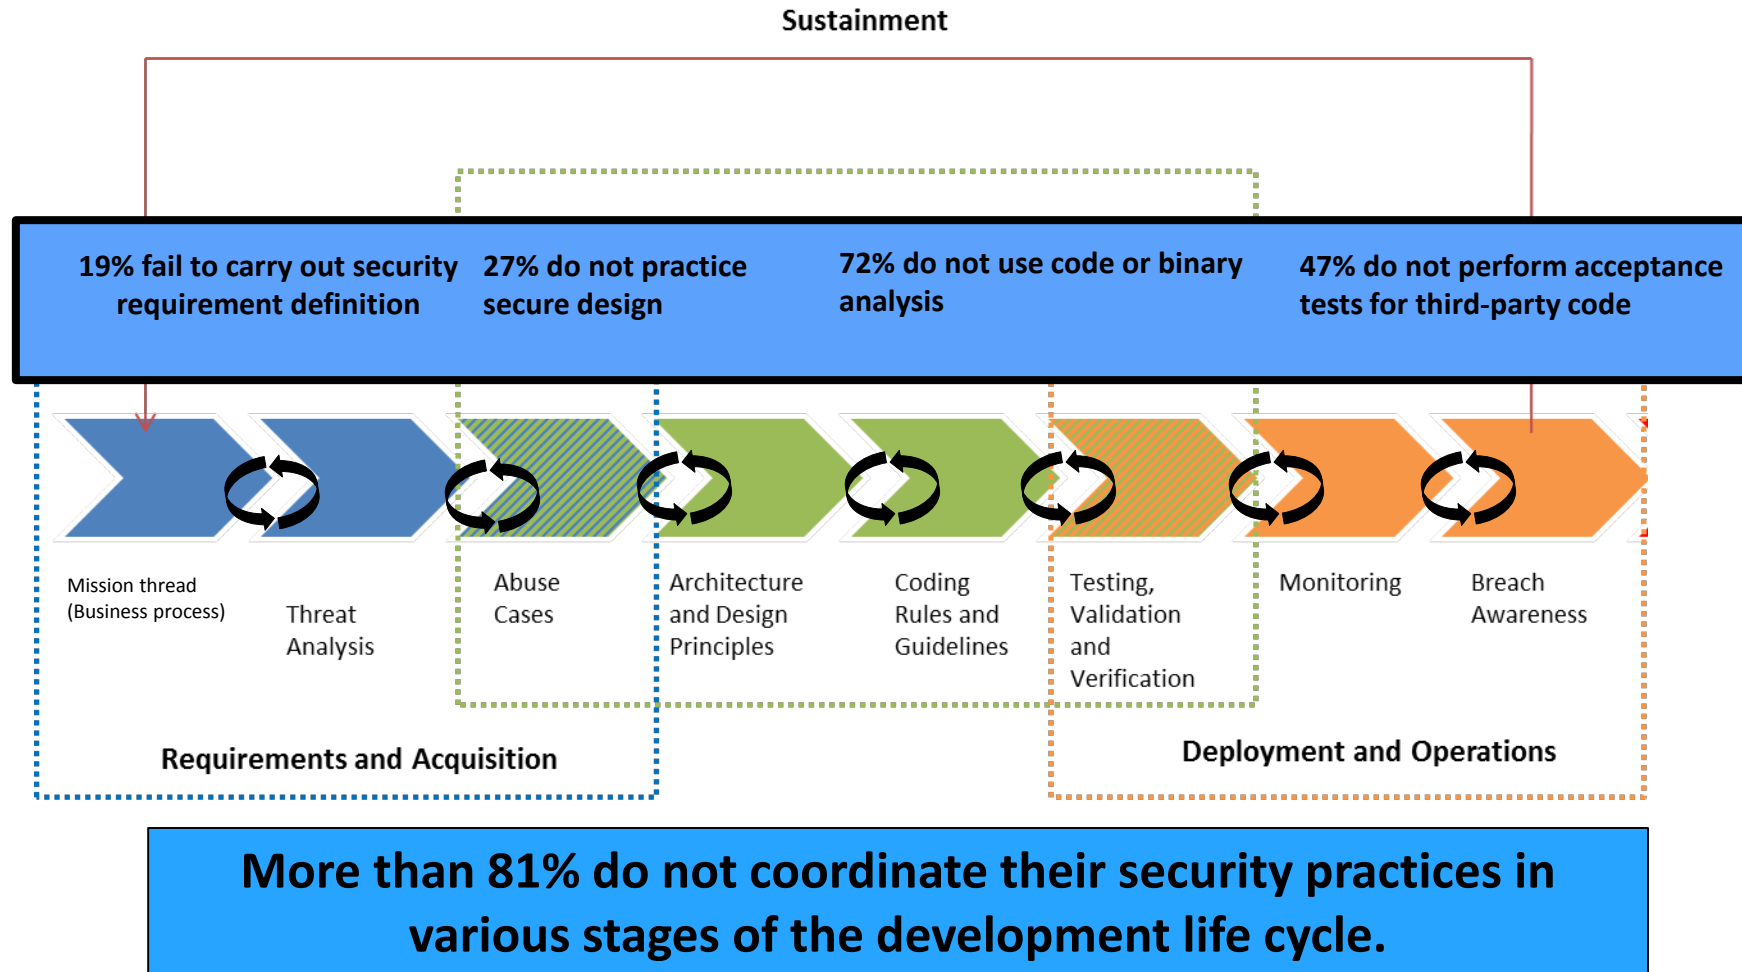 Sustainment
19% fail to carry out security
requirement definition
27% do not practice
secure design
72% do not use code or binary
analysis
47% do not perform acceptance
tests for third-party code
Mission thread
(Business process)
Threat
Analysis
Abuse
Cases
Architecture
and Design
Principles
Coding
Rules and
Guidelines
Testing,
Validation
and
Verification
Monitoring
Breach
Awareness
Requirements and Acquisition
Deployment and Operations
More than 81% do not coordinate their security practices in
various stages of the development life cycle.